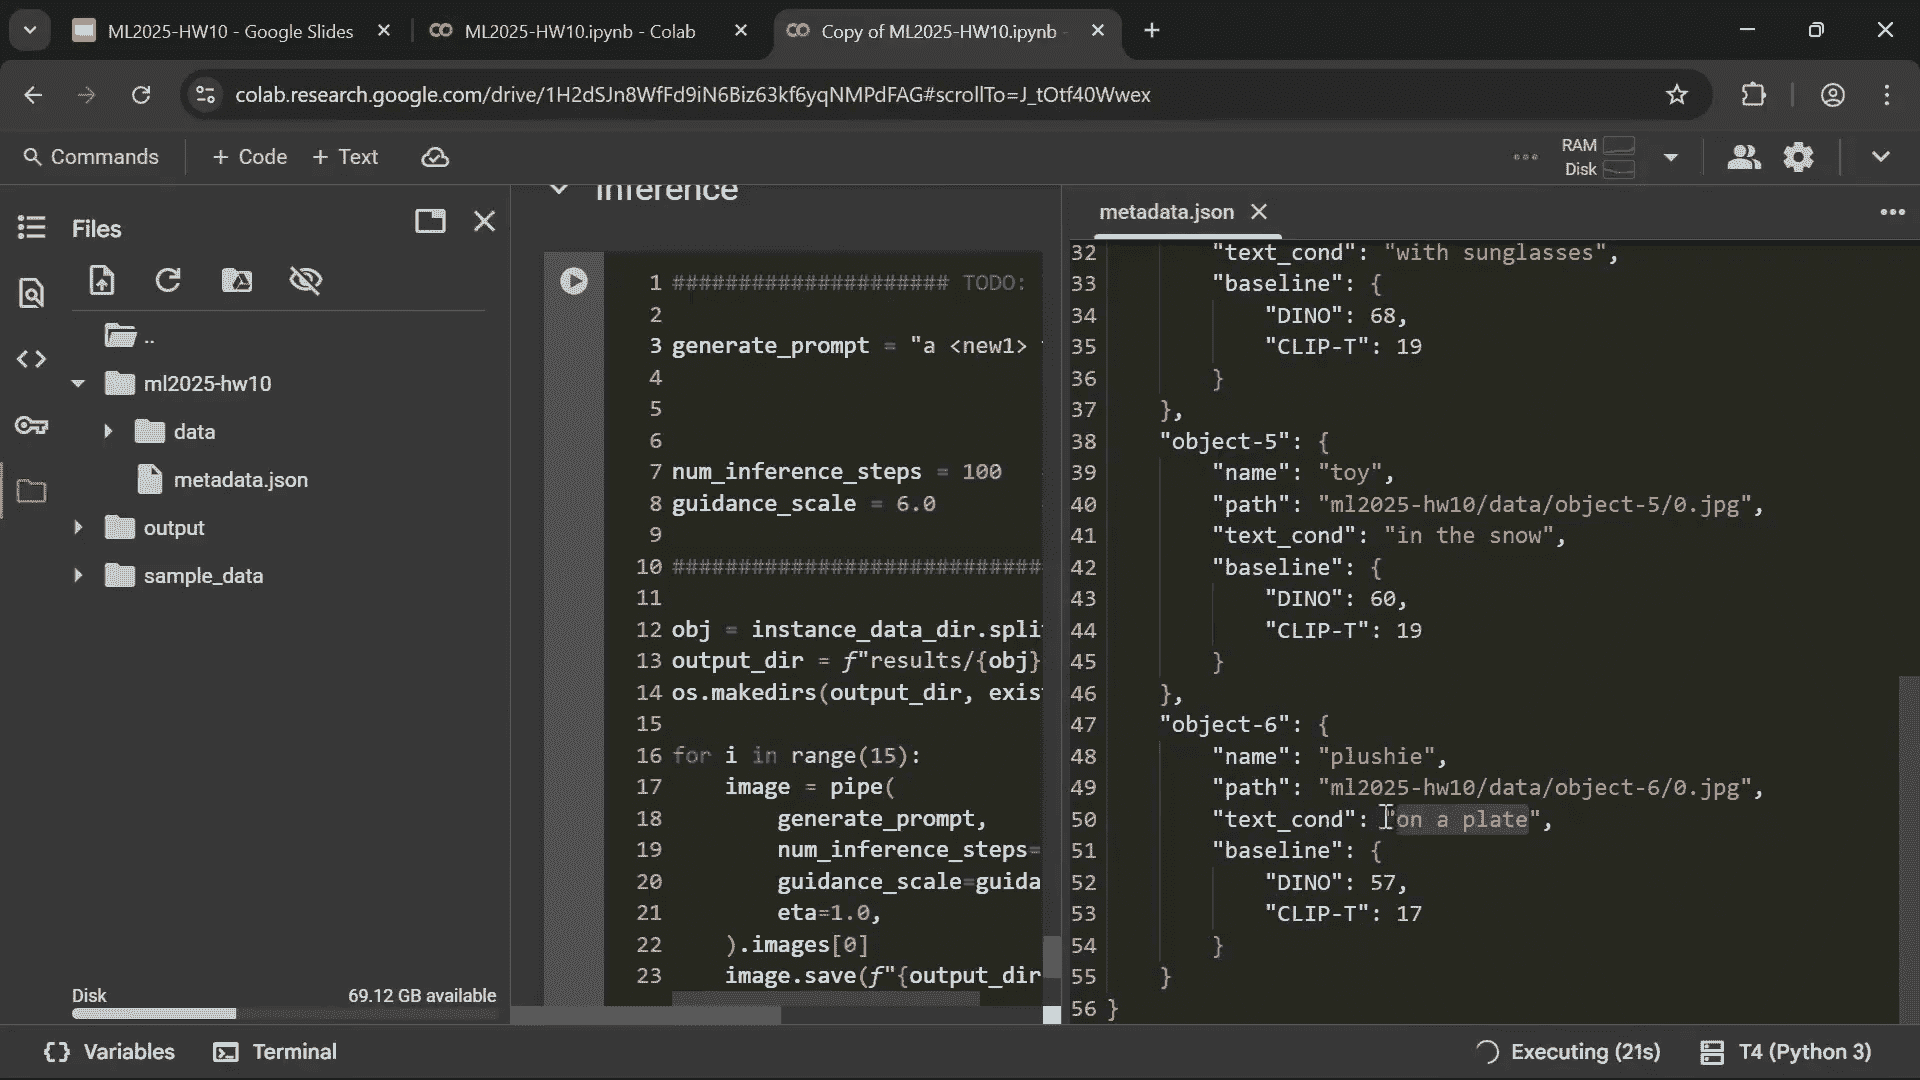 ML2025-HW10 - Google Slides
ML2025-HW10.ipynb - Colab
Copy of ML2025-HW10.ipynb -
colab.research.google.com/drive/1H2dSJn8WfFd9iN6Biz63kf6yqNMPdFAG#scrollTo=J_tOtf40Wwex
Commands
+ Code
+ Text
RAM
Disk
Files
..
ml2025-hw10
data
metadata.json
output
sample_data
Disk
69.12 GB available
Inference
1 ##################### TODO:
2
3 generate_prompt = "a <new1>
4
5
6
7 num_inference_steps = 100
8 guidance_scale = 6.0
9
10 ############################
11
12 obj = instance_data_dir.spli
13 output_dir = f"results/{obj}
14 os.makedirs(output_dir, exis
15
16 for i in range(15):
17     image = pipe(
18         generate_prompt,
19         num_inference_steps=
20         guidance_scale=guida
21         eta=1.0,
22     ).images[0]
23     image.save(f"{output_dir
metadata.json
32         "text_cond": "with sunglasses",
33         "baseline": {
34             "DINO": 68,
35             "CLIP-T": 19
36         }
37     },
38     "object-5": {
39         "name": "toy",
40         "path": "ml2025-hw10/data/object-5/0.jpg",
41         "text_cond": "in the snow",
42         "baseline": {
43             "DINO": 60,
44             "CLIP-T": 19
45         }
46     },
47     "object-6": {
48         "name": "plushie",
49         "path": "ml2025-hw10/data/object-6/0.jpg",
50         "text_cond": "on a plate",
51         "baseline": {
52             "DINO": 57,
53             "CLIP-T": 17
54         }
55     }
56 }
Variables
Terminal
Executing (21s)
T4 (Python 3)